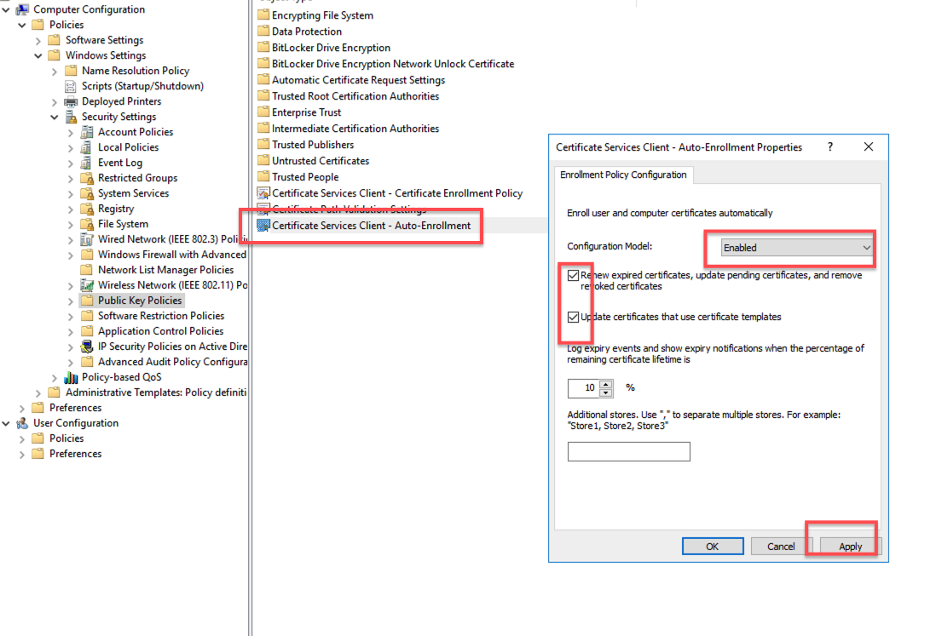 Computer Configuration
Policies
Software Settings
Windows Settings
Name Resolution Policy
Scripts (Startup/Shutdown)
Deployed Printers
Security Settings
Account Policies
Local Policies
Event Log
Restricted Groups
System Services
Registry
File System
Wired Network (IEEE 802.3) Polici
Windows Firewall with Advanced
Network List Manager Policies
Wireless Network (IEEE 802.11) Po
Public Key Policies
Software Restriction Policies
Application Control Policies
IP Security Policies on Active Dire
Advanced Audit Policy Configura
Policy-based QoS
Administrative Templates: Policy definiti
Preferences
User Configuration
Policies
Preferences
Encrypting File System
Data Protection
BitLocker Drive Encryption
BitLocker Drive Encryption Network Unlock Certificate
Automatic Certificate Request Settings
Trusted Root Certification Authorities
Enterprise Trust
Intermediate Certification Authorities
Trusted Publishers
Untrusted Certificates
Trusted People
Certificate Services Client - Certificate Enrollment Policy
Certificate Path Validation Settings
Certificate Services Client - Auto-Enrollment
Certificate Services Client - Auto-Enrollment Properties
?
Enrollment Policy Configuration
Enroll user and computer certificates automatically
Configuration Model:
Enabled
Renew expired certificates, update pending certificates, and remove
revoked certificates
Update certificates that use certificate templates
Log expiry events and show expiry notifications when the percentage of
remaining certificate lifetime is
10 %
Additional stores. Use "," to separate multiple stores. For example:
"Store1, Store2, Store3"
OK
Cancel
Apply